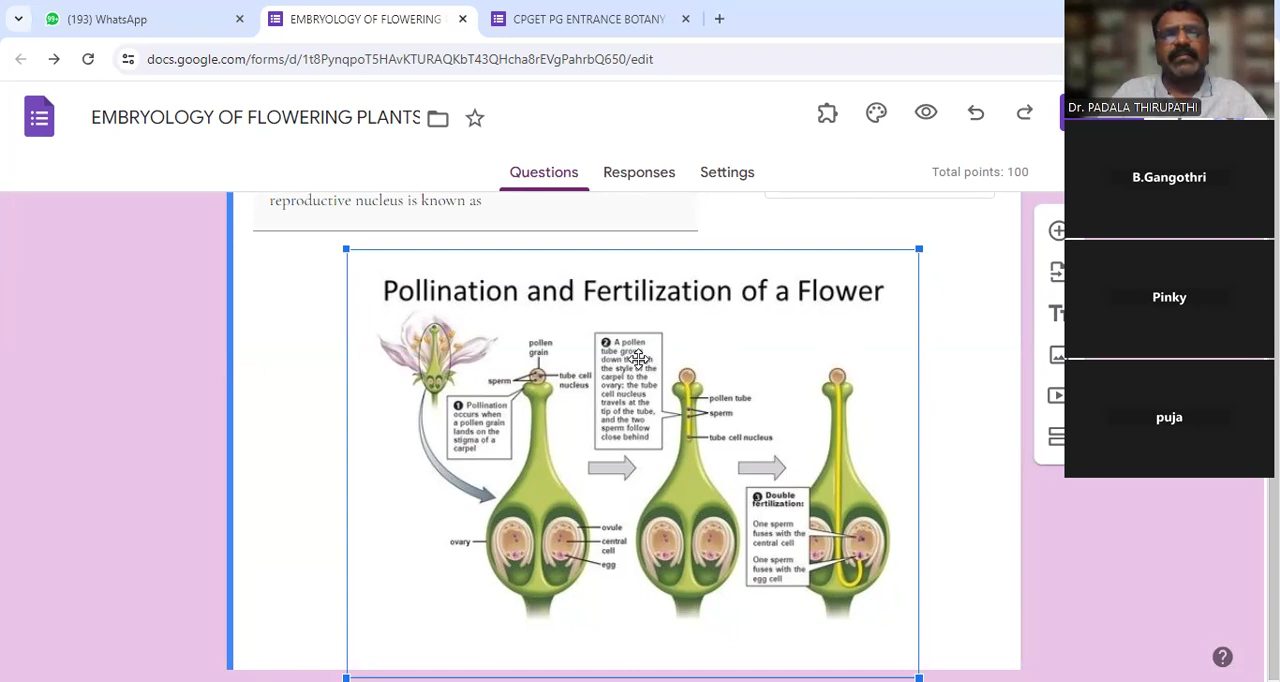 (193) WhatsApp
EMBRYOLOGY OF FLOWERING
CPGET PG ENTRANCE BOTANY
docs.google.com/forms/d/1t8PynqpoT5HAvKTURAQKbT43QHcha8rEVgPahrbQ650/edit
EMBRYOLOGY OF FLOWERING PLANTS
Questions
Responses
Settings
Total points: 100
reproductive nucleus is known as
Pollination and Fertilization of a Flower
pollen
grain
sperm
tube cell
nucleus
1 Pollination
occurs when
a pollen grain
lands on the
stigma of a
carpel
2 A pollen
tube
down
the style
carpel to the
ovary; the tube
cell nucleus
travels at the
tip of the tube,
and the two
sperm follow
close behind
pollen tube
sperm
tube cell nucleus
ovary
ovule
central
cell
egg
3 Double
fertilization:
One sperm
fuses with the
central cell
One sperm
fuses with the
egg cell
Dr. PADALA THIRUPATHI
B.Gangothri
Pinky
puja